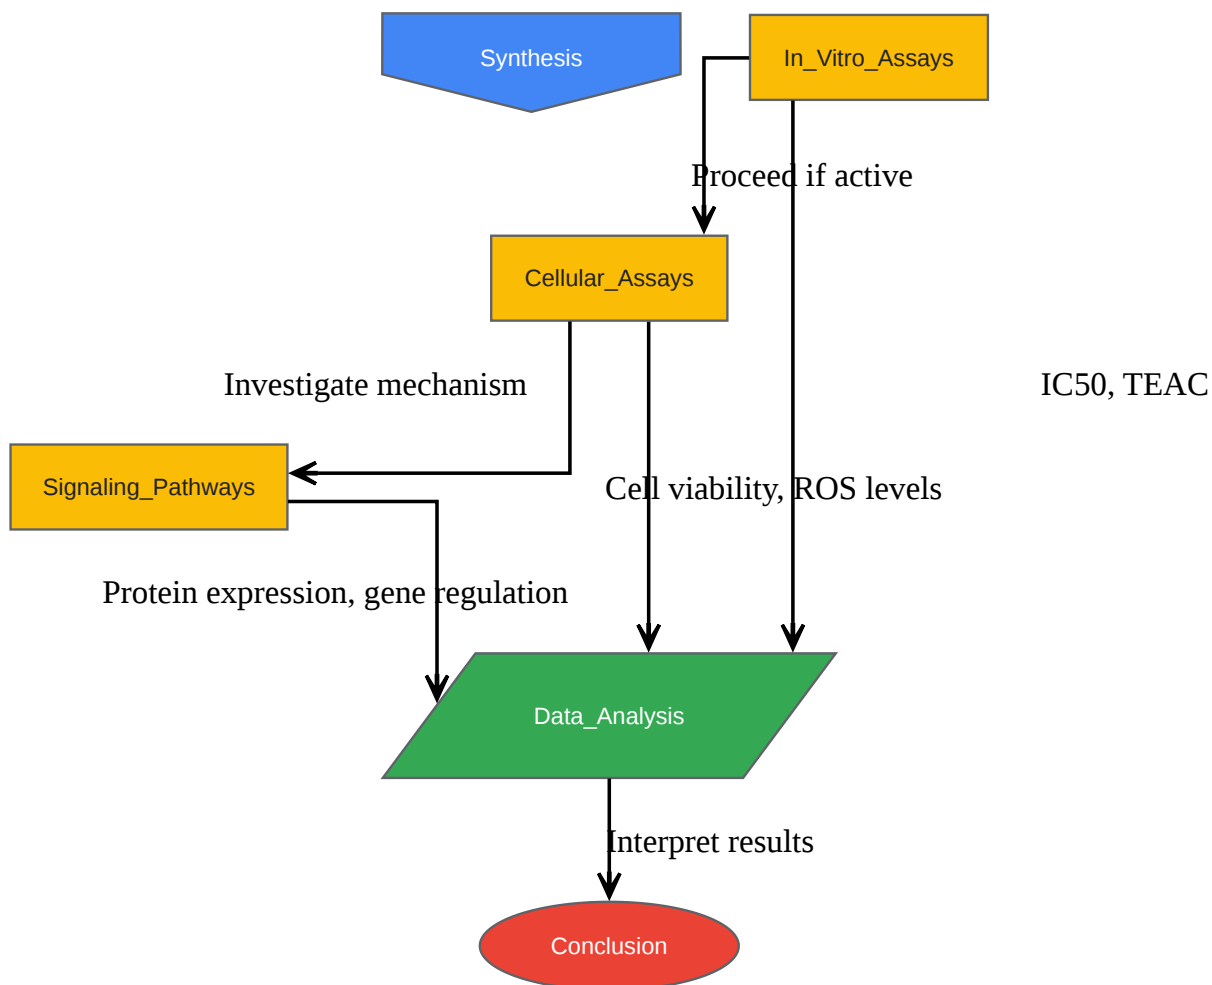 Synthesis
In_Vitro_Assays
Proceed if active
Cellular_Assays
Investigate mechanism
IC50, TEAC
Signaling_Pathways
Cell viability, ROS levels
Protein expression, gene regulation
Data_Analysis
Interpret results
Conclusion